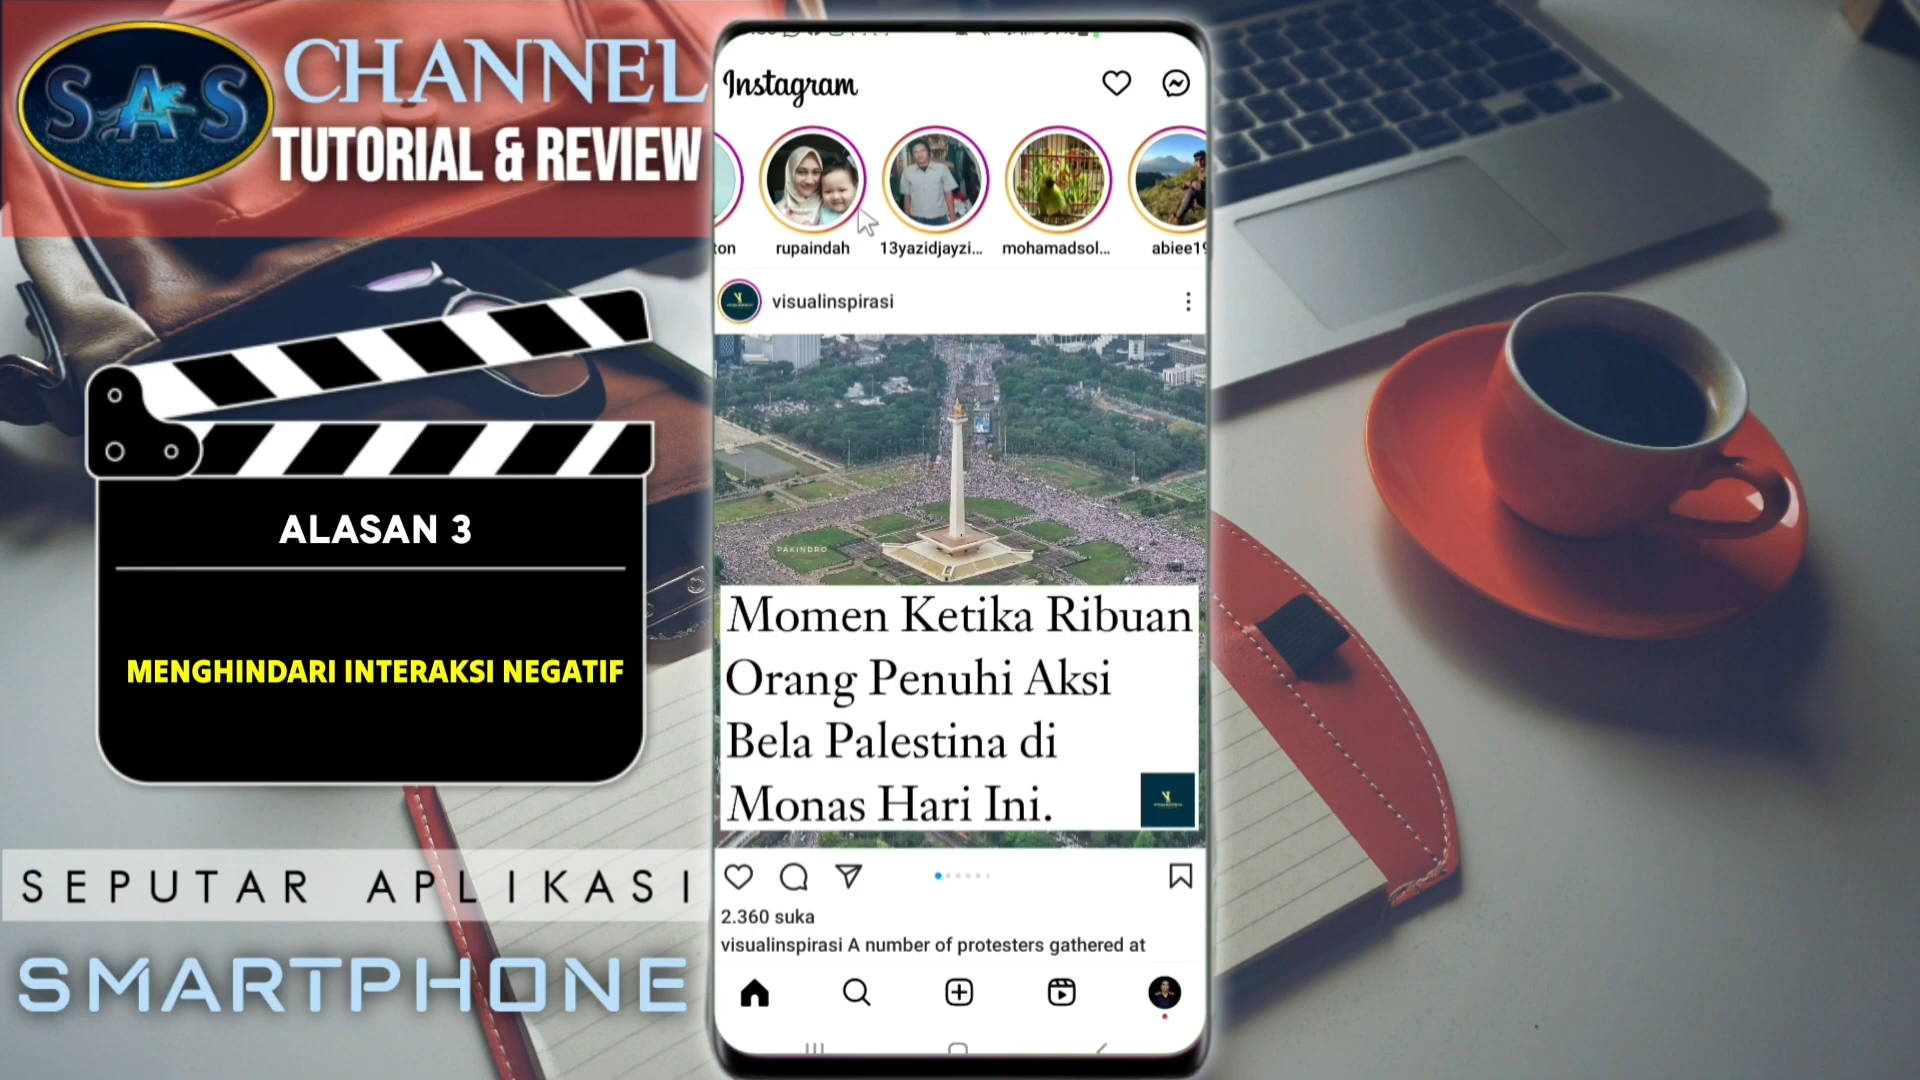 SAS
CHANNEL
TUTORIAL & REVIEW
ALASAN 3
MENGHINDARI INTERAKSI NEGATIF
SEPUTAR APLIKASI
SMARTPHONE
Instagram
ton
rupaindah
13yazidjayzi...
mohamadsol...
abiee19
visualinspirasi
PAKINDRO
Momen Ketika Ribuan
Orang Penuhi Aksi
Bela Palestina di
Monas Hari Ini.
2.360 suka
visualinspirasi A number of protesters gathered at